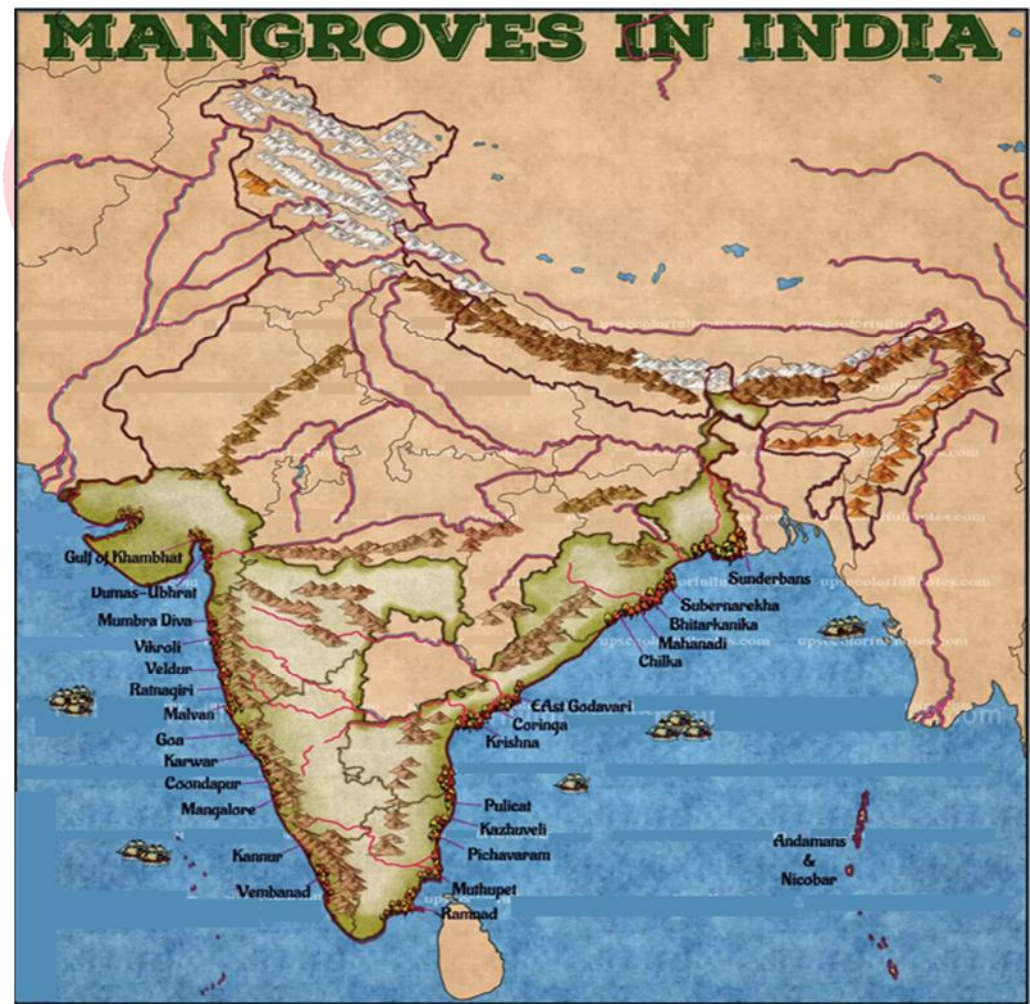 MANGROVES IN INDIA
Gulf of Khambhat
Dumas-Ubhrat
Mumbra Diva
Vikroli
Veldur
Ratnagiri
Malvan
Goa
Karwar
Coondapur
Mangalore
Kannur
Vembanad
Sunderbans
Subernarekha
Bhitarkanika
Mahanadi
Chilka
EAst Godavari
Coringa
Krishna
Pulicat
Kazhuveli
Pichavaram
Muthupet
Ramnad
Andamans
&
Nicobar